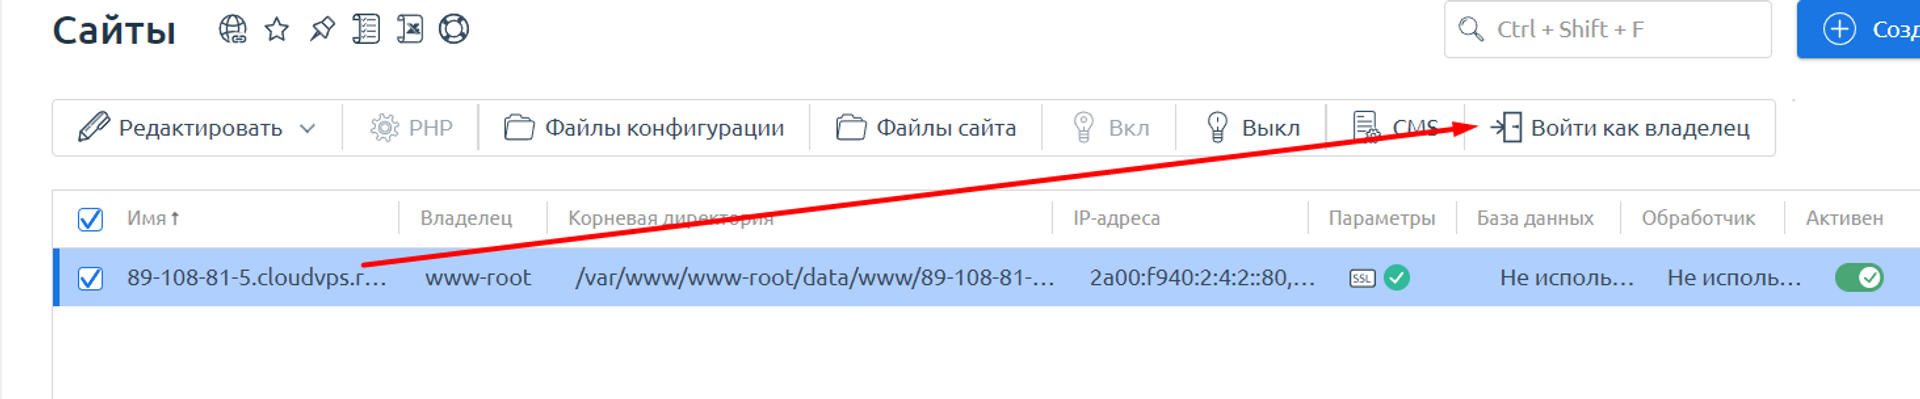 Сайты
Ctrl + Shift + F
Созд
Редактировать PHP Файлы конфигурации Файлы сайта Вкл Выкл CMS Войти как владелец
Имя Владелец Корневая директория IP-адреса Параметры База данных Обработчик Активен
89-108-81-5.cloudvps.r... www-root /var/www/www-root/data/www/89-108-81-... 2a00:f940:2:4:2::80,... SSL Не исполь... Не исполь...